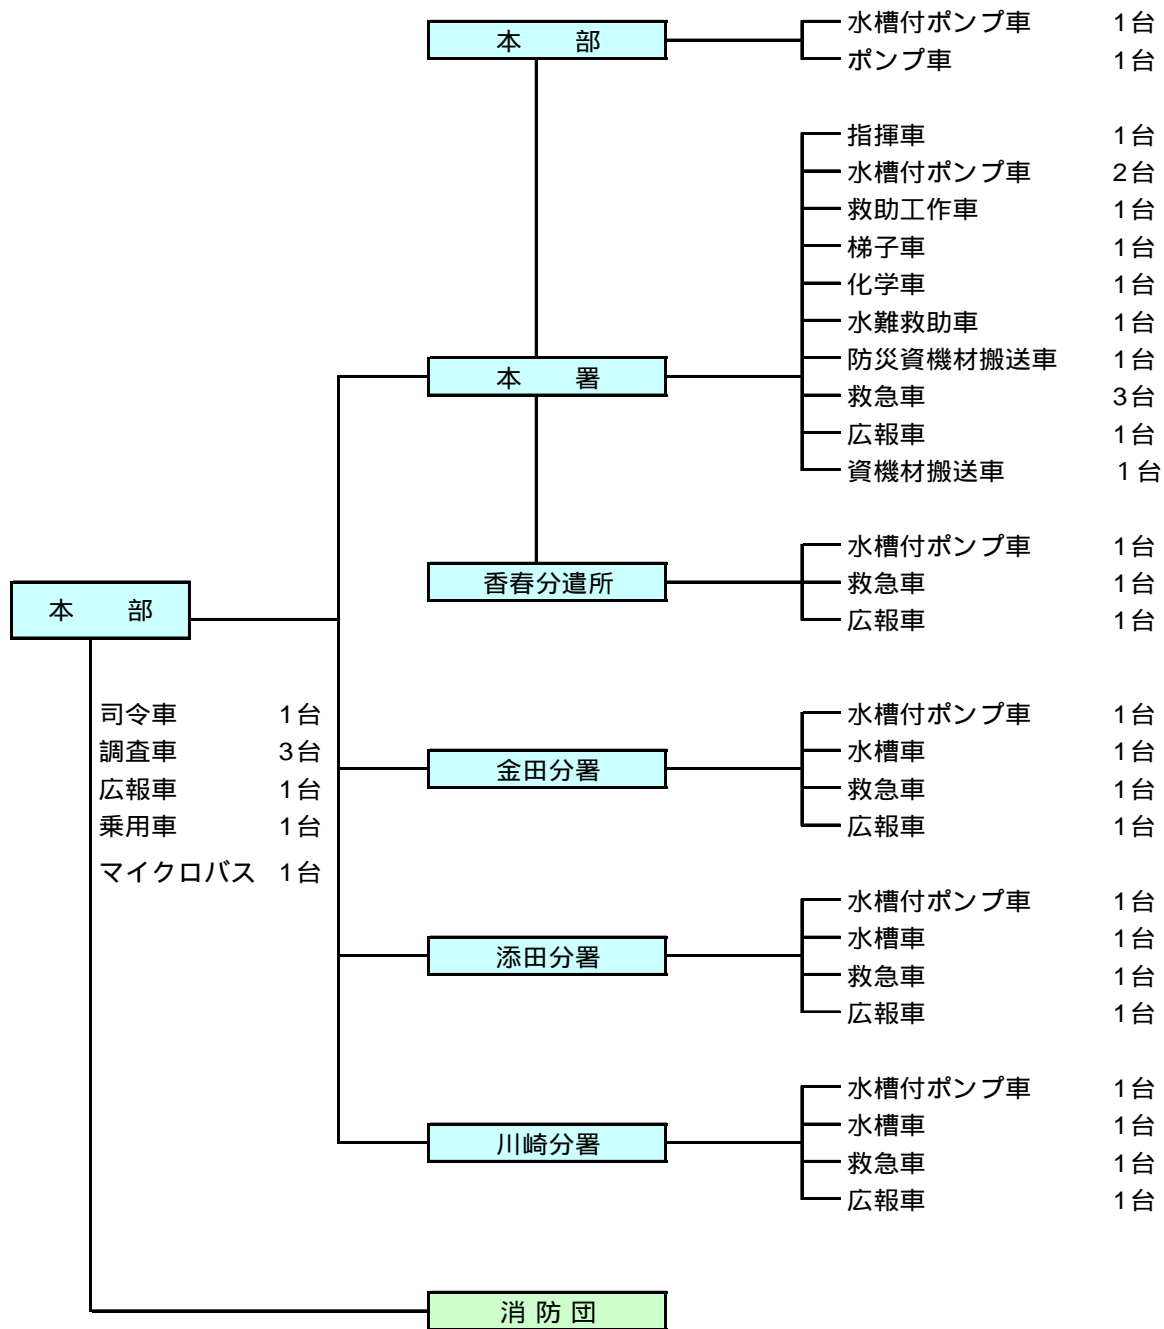 本　部
水槽付ポンプ車 1台
ポンプ車 1台
本　署
指揮車 1台
水槽付ポンプ車 2台
救助工作車 1台
梯子車 1台
化学車 1台
水難救助車 1台
防災資機材搬送車 1台
救急車 3台
広報車 1台
資機材搬送車 1台
香春分遣所
水槽付ポンプ車 1台
救急車 1台
広報車 1台
本　部
司令車 1台
調査車 3台
広報車 1台
乗用車 1台
マイクロバス 1台
金田分署
水槽付ポンプ車 1台
水槽車 1台
救急車 1台
広報車 1台
添田分署
水槽付ポンプ車 1台
水槽車 1台
救急車 1台
広報車 1台
川崎分署
水槽付ポンプ車 1台
水槽車 1台
救急車 1台
広報車 1台
消 防 団